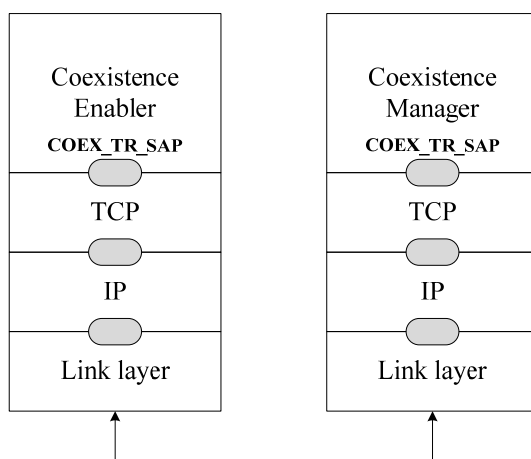 Coexistence
Enabler
COEX_TR_SAP
TCP
IP
Link layer
Coexistence
Manager
COEX_TR_SAP
TCP
IP
Link layer